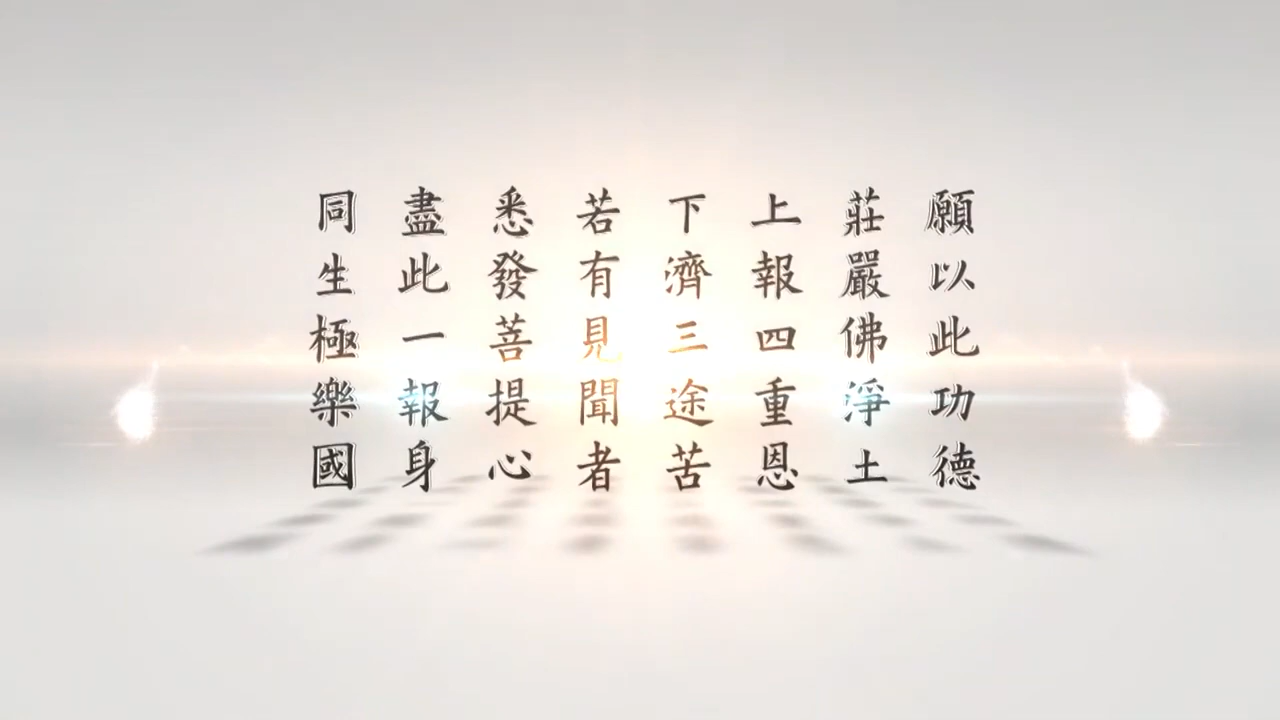 願以此功德
莊嚴佛淨土
上報四重恩
下濟三途苦
若有見聞者
悉發菩提心
盡此一報身
同生極樂國